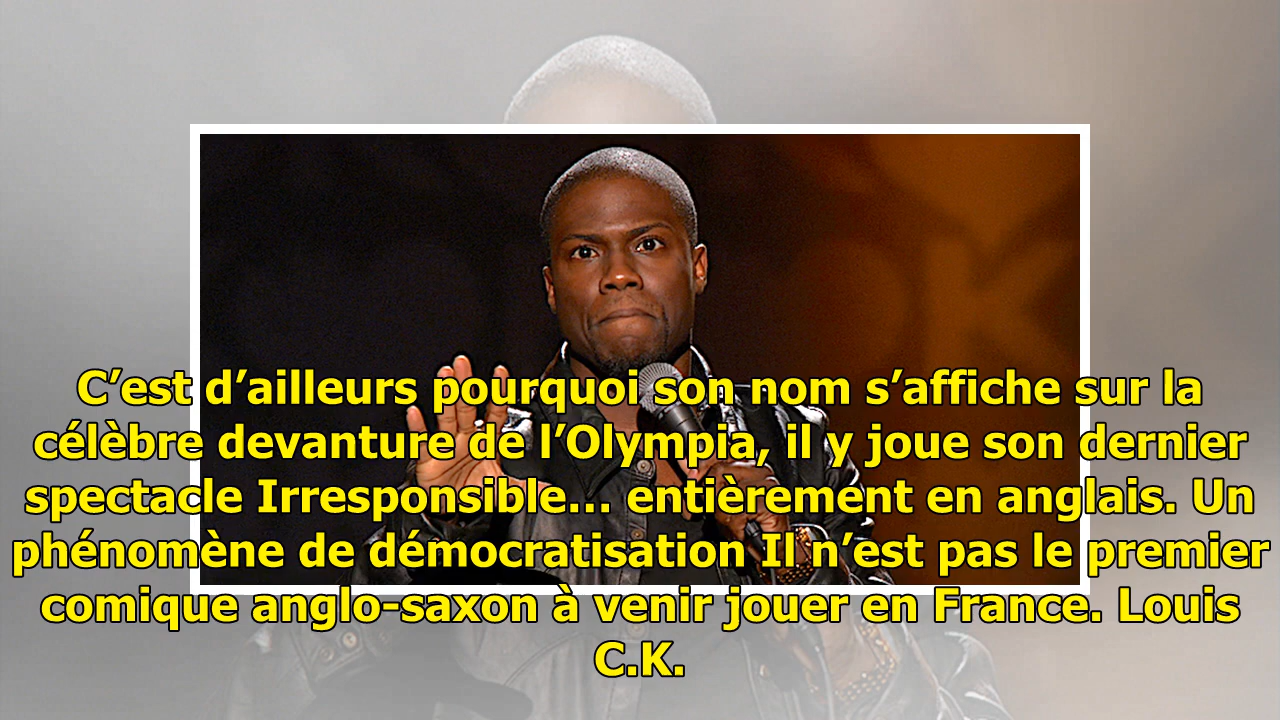 C’est d’ailleurs pourquoi son nom s’affiche sur la
célèbre devanture de l’Olympia, il y joue son dernier
spectacle Irresponsible… entièrement en anglais. Un
phénomène de démocratisation Il n’est pas le premier
comique anglo-saxon à venir jouer en France. Louis
C.K.